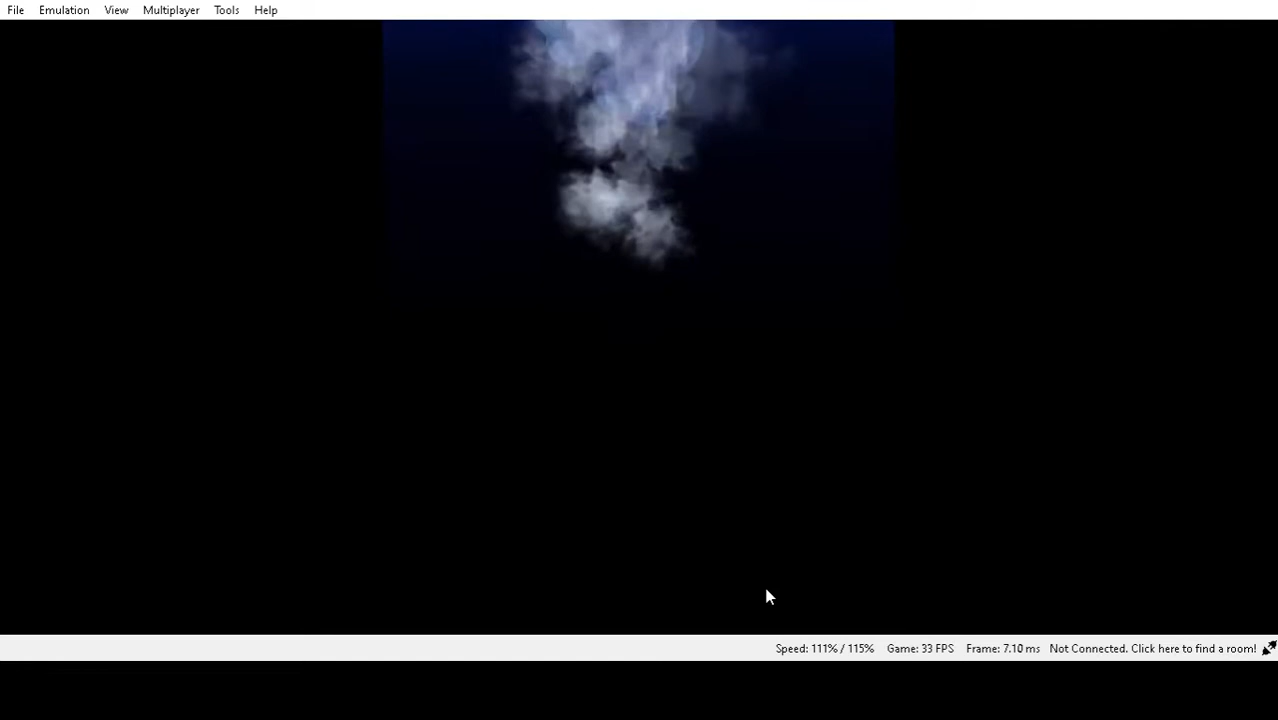 File Emulation View Multiplayer Tools Help
Speed: 111% / 115% Game: 33 FPS Frame: 7.10 ms Not Connected. Click here to find a room!